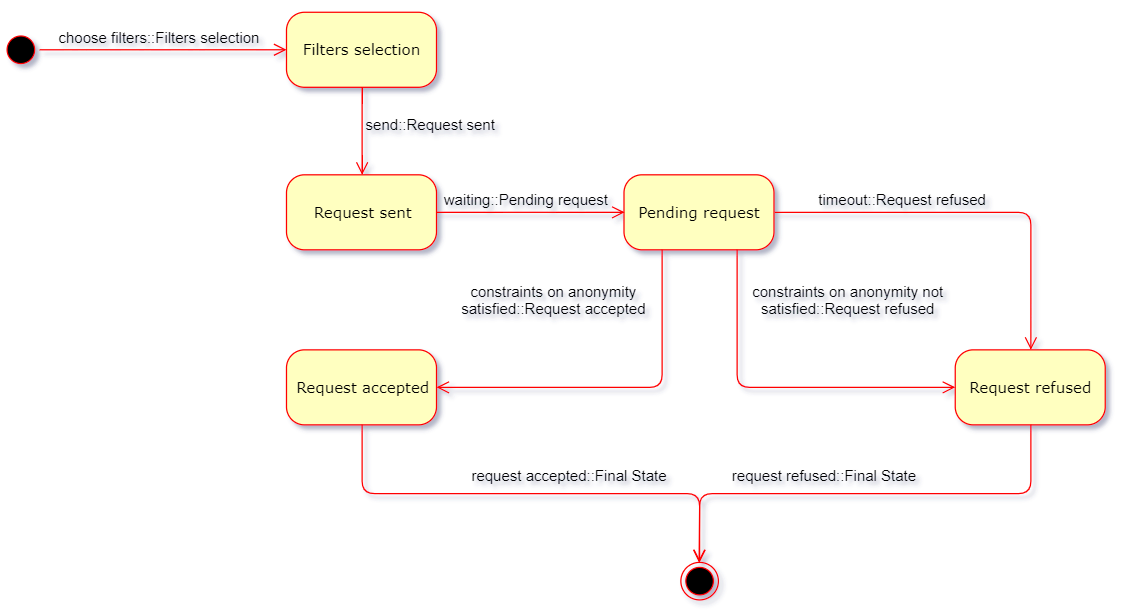 choose filters::Filters selection
Filters selection
send::Request sent
Request sent
waiting::Pending request
Pending request
timeout::Request refused
constraints on anonymity
satisfied::Request accepted
constraints on anonymity not
satisfied::Request refused
Request accepted
Request refused
request accepted::Final State
request refused::Final State